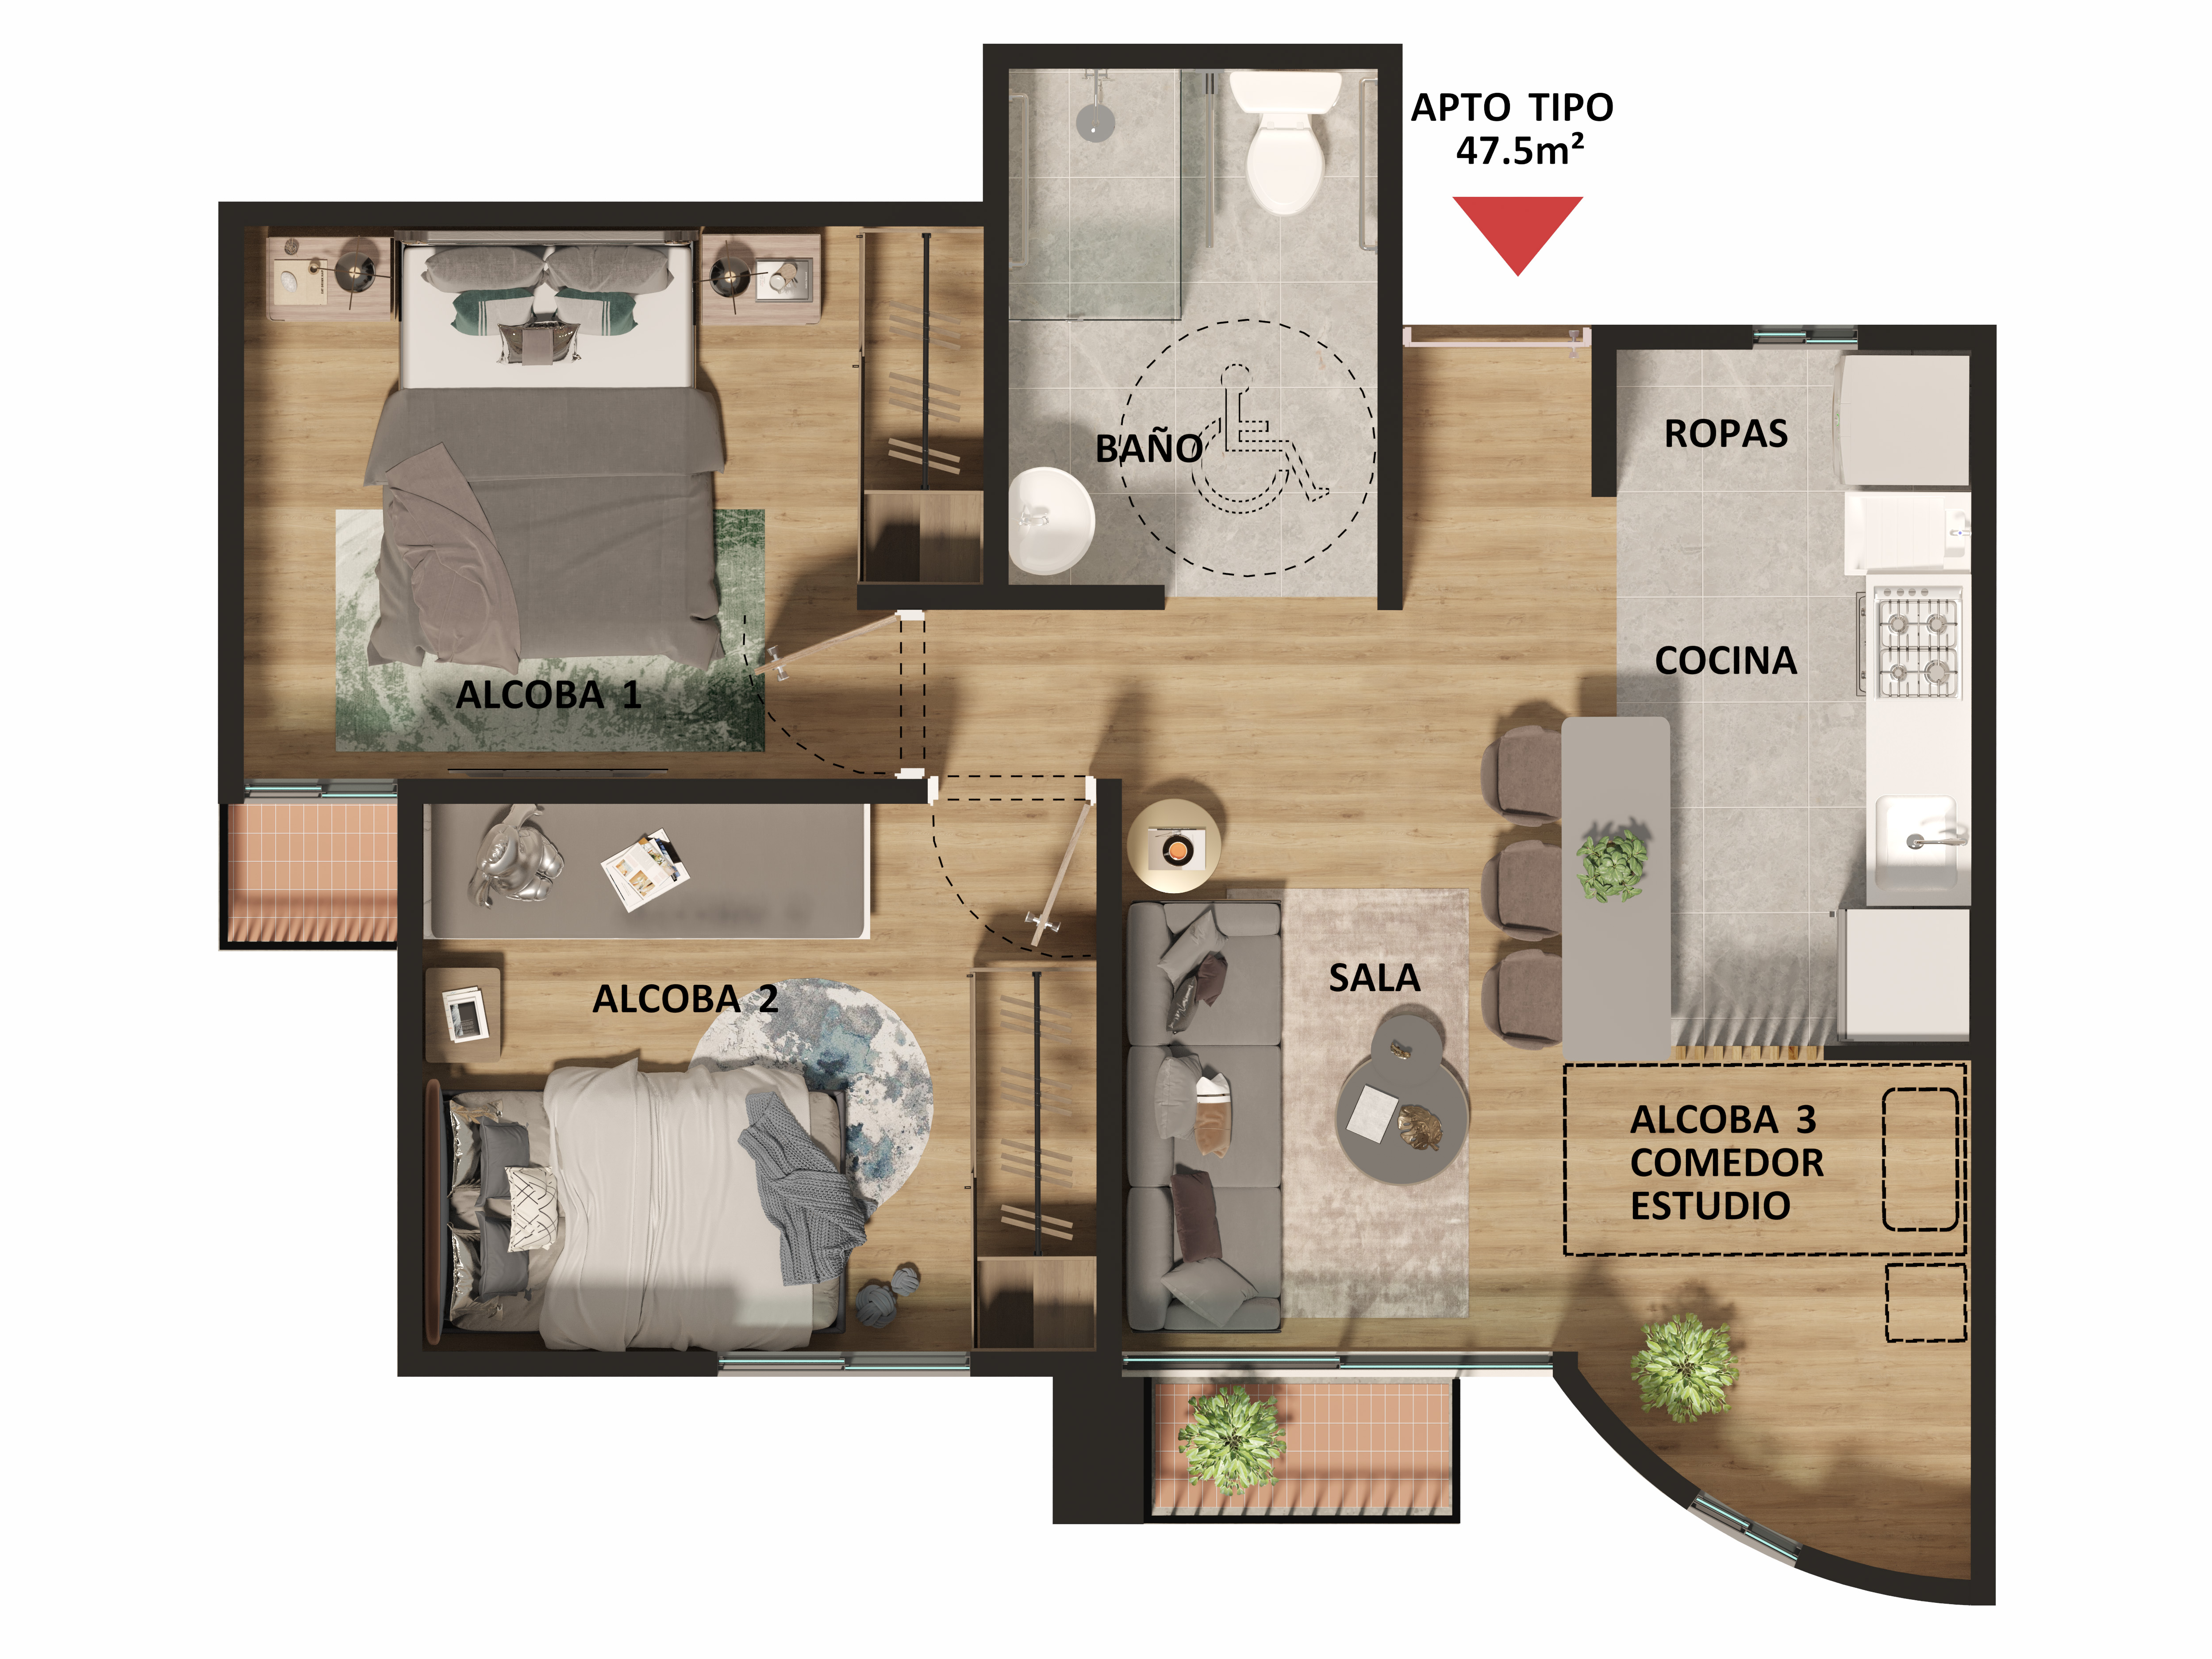 APTO TIPO
47.5m²
BAÑO
ROPAS
COCINA
ALCOBA 1
ALCOBA 2
SALA
ALCOBA 3
COMEDOR
ESTUDIO